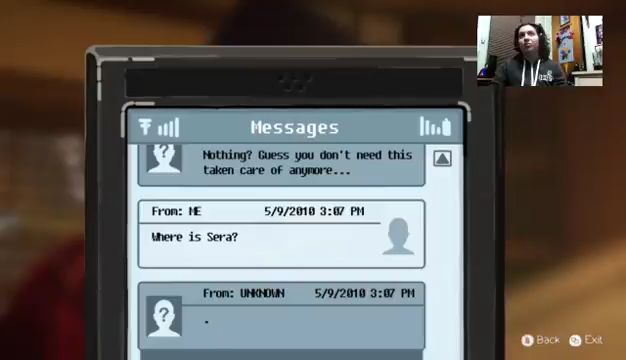 Messages
Nothing? Guess you don't need this
taken care of anymore...
From: ME 5/9/2010 3:07 PM
Where is Sera?
From: UNKNOWN 5/9/2010 3:07 PM
.
Back Exit